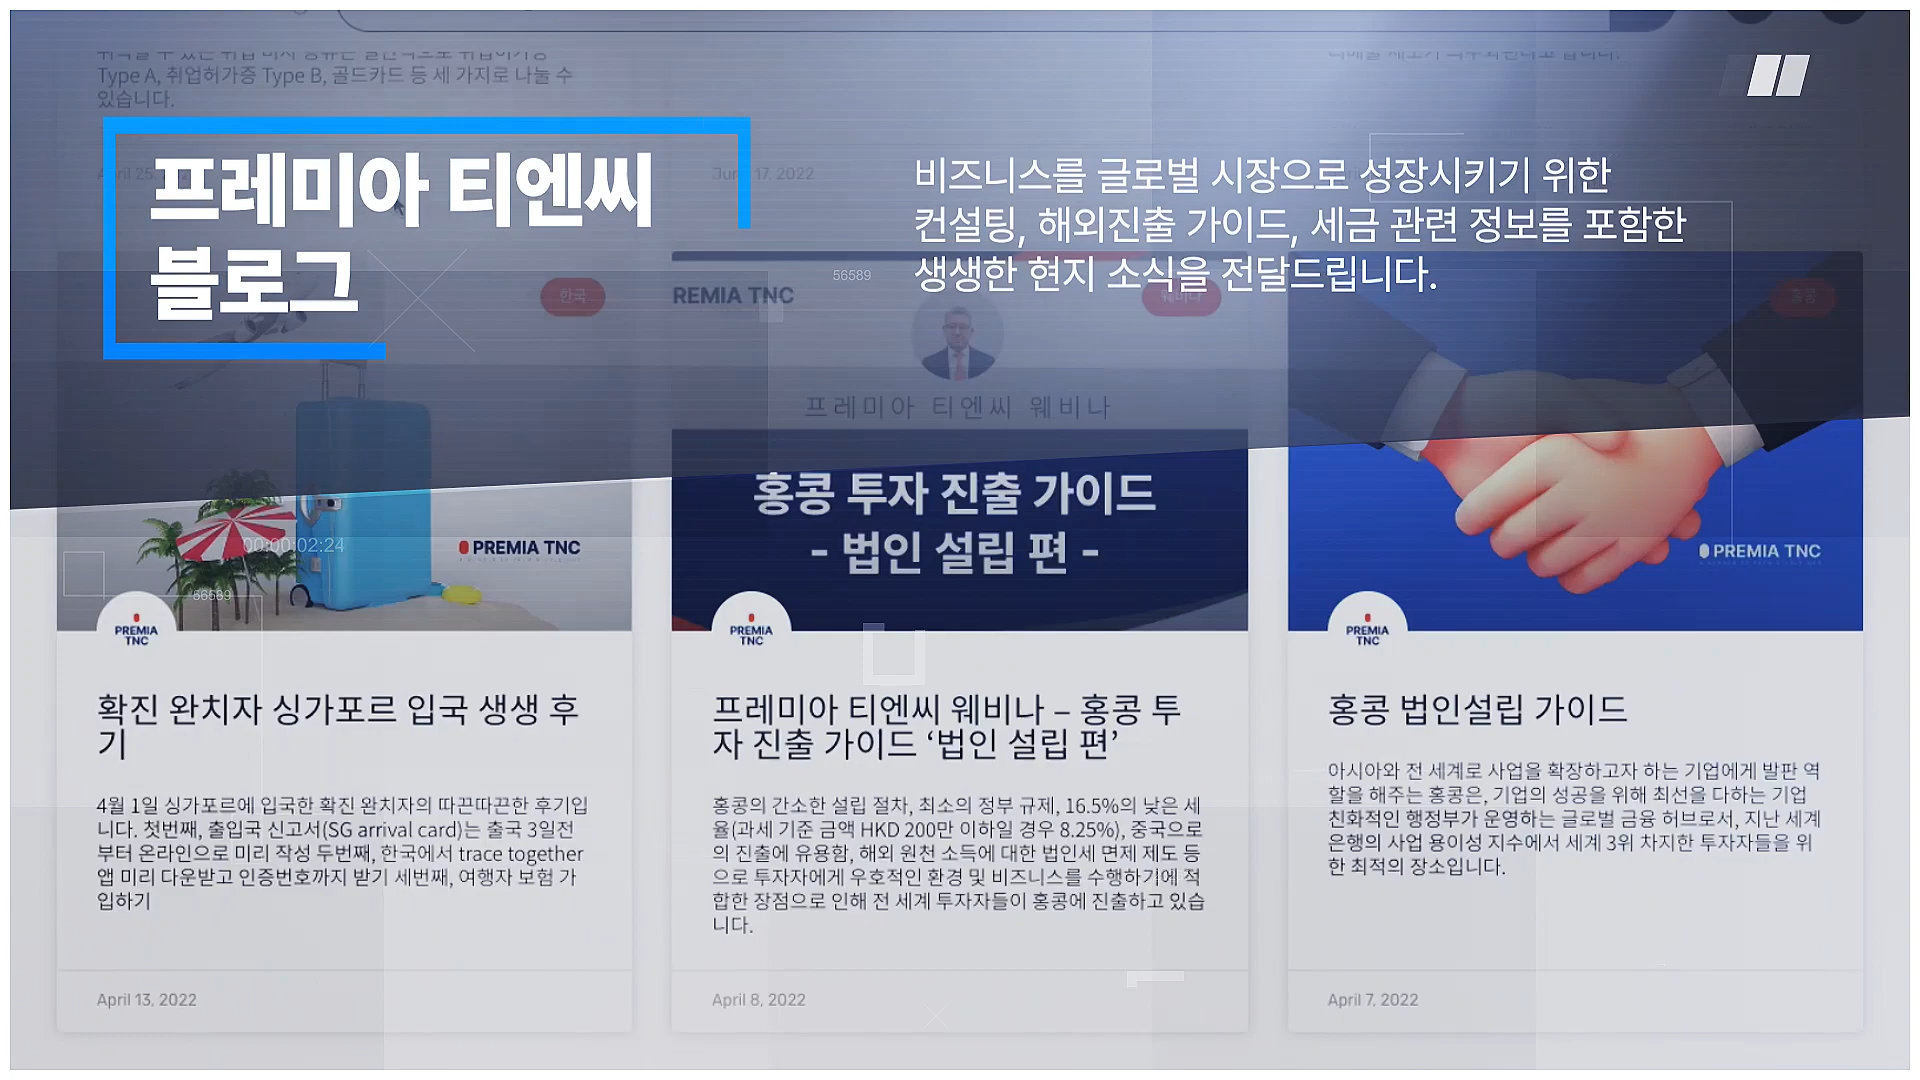 Type A, 취업허가증 Type B, 골드카드 등 세 가지로 나눌 수
있습니다.
프레미아 티엔씨
블로그
비즈니스를 글로벌 시장으로 성장시키기 위한
컨설팅, 해외진출 가이드, 세금 관련 정보를 포함한
생생한 현지 소식을 전달드립니다.
April 25
June 17, 2022
56589
한국
REMIA TNC
웨비나
홍콩
프레미아 티엔씨 웨비나
홍콩 투자 진출 가이드
- 법인 설립 편 -
00:00:02:24
PREMIA TNC
PREMIA TNC
56589
PREMIA
TNC
PREMIA
TNC
PREMIA
TNC
확진 완치자 싱가포르 입국 생생 후
기
4월 1일 싱가포르에 입국한 확진 완치자의 따끈따끈한 후기입
니다. 첫번째, 출입국 신고서(SG arrival card)는 출국 3일전
부터 온라인으로 미리 작성 두번째, 한국에서 trace together
앱 미리 다운받고 인증번호까지 받기 세번째, 여행자 보험 가
입하기
April 13, 2022
프레미아 티엔씨 웨비나 – 홍콩 투
자 진출 가이드 ‘법인 설립 편’
홍콩의 간소한 설립 절차, 최소의 정부 규제, 16.5%의 낮은 세
율(과세 기준 금액 HKD 200만 이하일 경우 8.25%), 중국으로
의 진출에 유용함, 해외 원천 소득에 대한 법인세 면제 제도 등
으로 투자자에게 우호적인 환경 및 비즈니스를 수행하기에 적
합한 장점으로 인해 전 세계 투자자들이 홍콩에 진출하고 있습
니다.
April 8, 2022
홍콩 법인설립 가이드
아시아와 전 세계로 사업을 확장하고자 하는 기업에게 발판 역
할을 해주는 홍콩은, 기업의 성공을 위해 최선을 다하는 기업
친화적인 행정부가 운영하는 글로벌 금융 허브로서, 지난 세계
은행의 사업 용이성 지수에서 세계 3위 차지한 투자자들을 위
한 최적의 장소입니다.
April 7, 2022